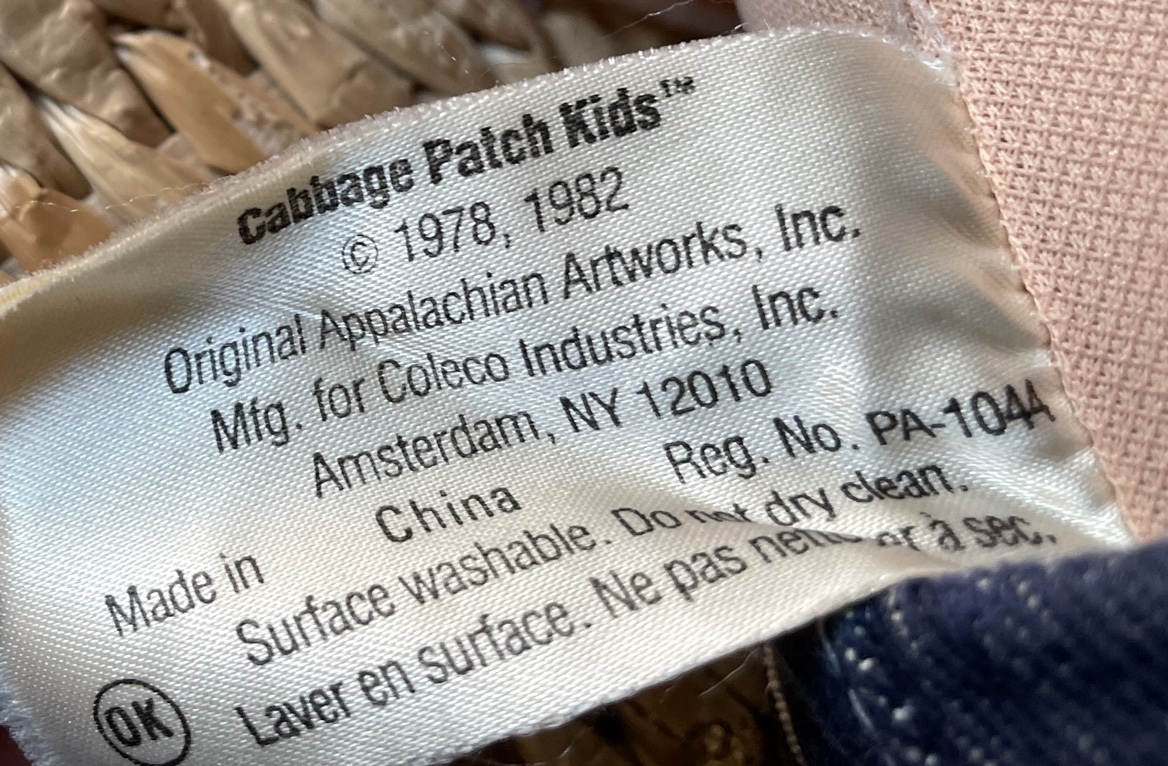 Cabbage Patch Kids™
© 1978, 1982
Original Appalachian Artworks, Inc.
Mfg. for Coleco Industries, Inc.
Amsterdam, NY 12010
Reg. No. PA-1044
Made in China
Surface washable. Do not dry clean.
Laver en surface. Ne pas à sec.
OK